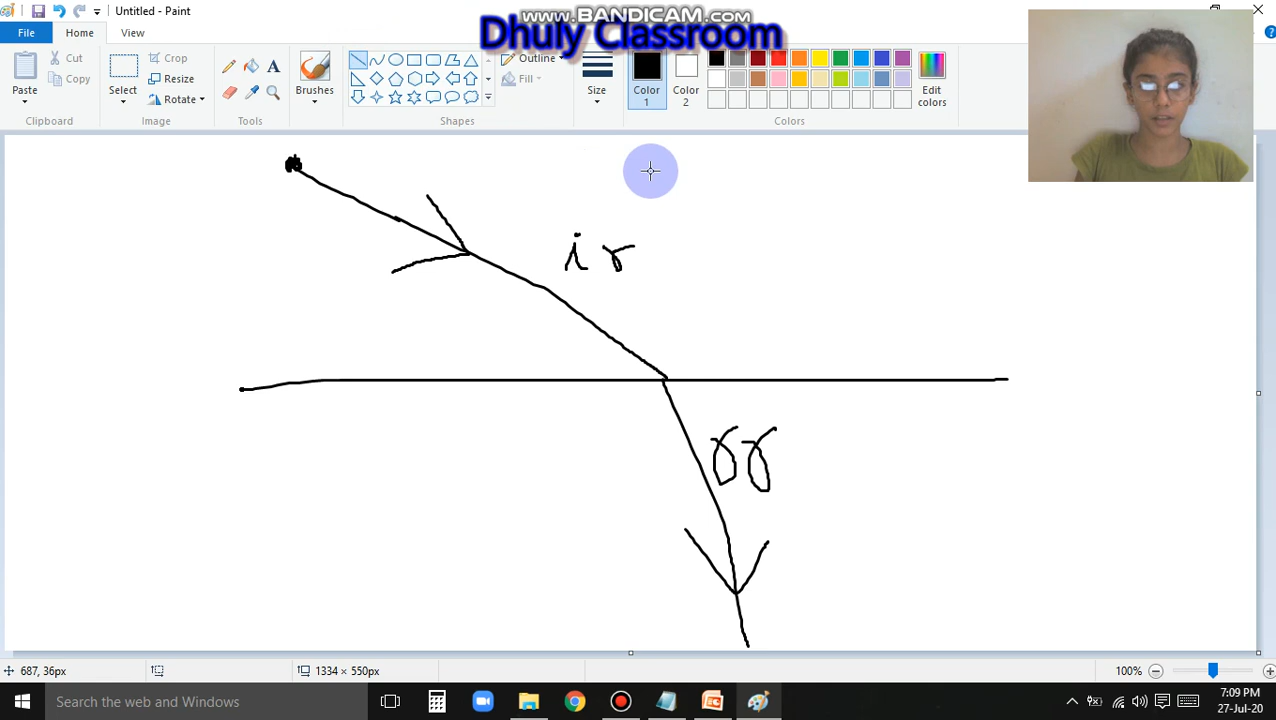 Untitled - Paint
www.BANDICAM.com
Dhuly Classroom
File
Home
View
Paste
Cut
Copy
Clipboard
Select
Crop
Resize
Rotate
Image
A
Tools
Brushes
Outline
Fill
Shapes
Size
Color 1
Color 2
Edit colors
Colors
i r
r r
687, 36px
1334 × 550px
100%
Search the web and Windows
7:09 PM
27-Jul-20